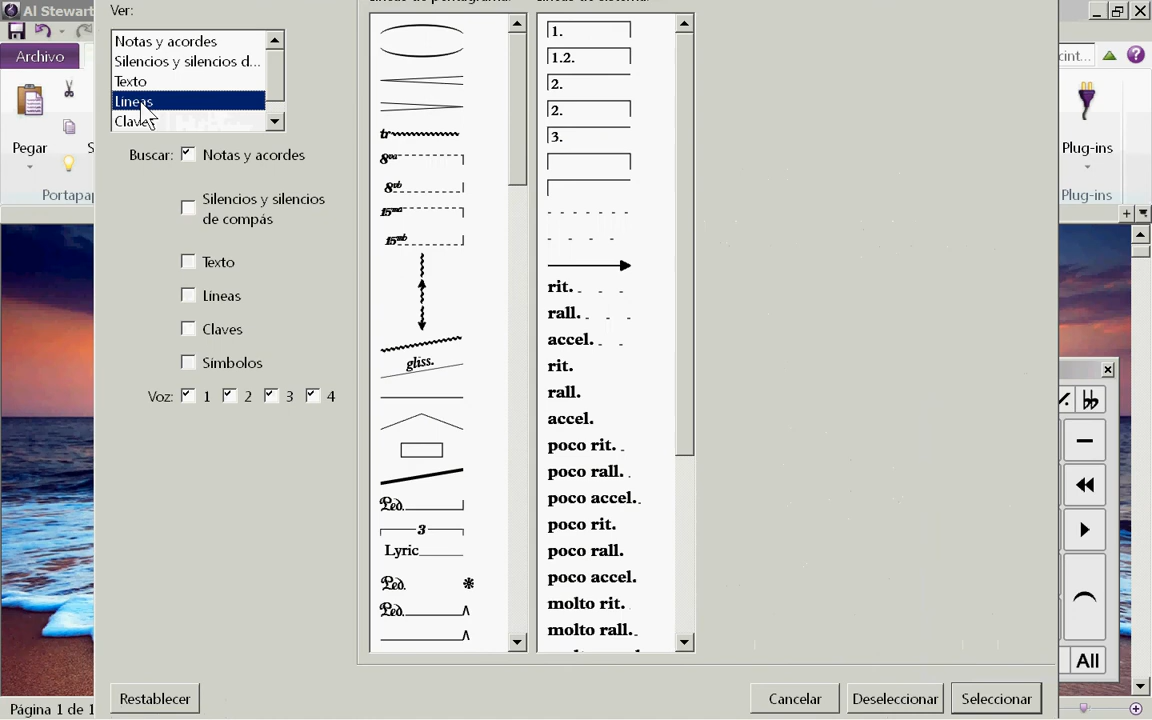 Ver:
Al Stewart
Notas y acordes
Silencios y silencios d...
Texto
Líneas
Clave
Archivo
Pegar
Portapap
Buscar:
Notas y acordes
Silencios y silencios
de compás
Texto
Líneas
Claves
Símbolos
Voz: 1 2 3 4
tr
8va
8vb
15ma
15mb
gliss.
Ped.
3
Lyric
Ped.
Ped.
1.
1.2.
2.
2.
3.
rit.
rall.
accel.
rit.
rall.
accel.
poco rit.
poco rall.
poco accel.
poco rit.
poco rall.
poco accel.
molto rit.
molto rall.
Plug-ins
Plug-ins
All
Restablecer
Cancelar
Deseleccionar
Seleccionar
Página 1 de 1